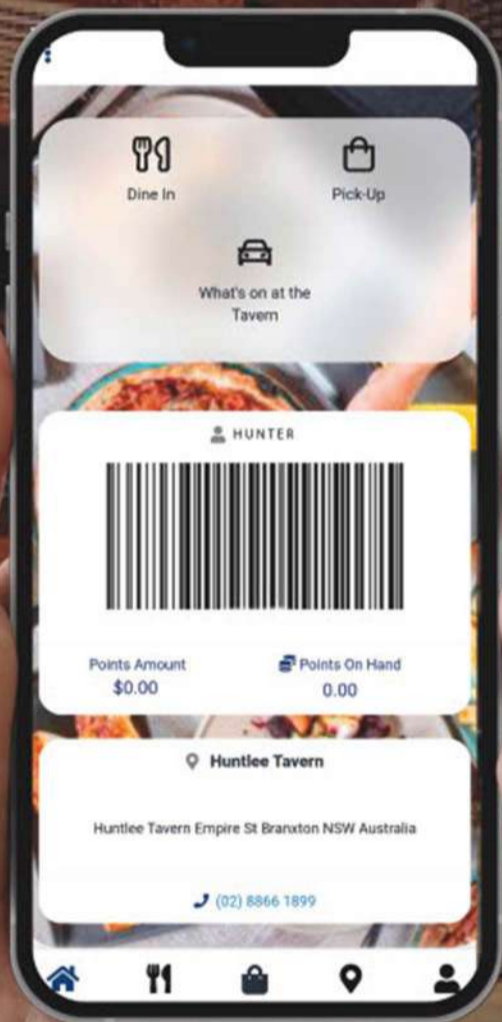 Dine In
Pick-Up
What's on at the
Tavern
HUNTER
Points Amount
Points On Hand
$0.00
0.00
Huntlee Tavern
Huntlee Tavern Empire St Branxton NSW Australia
(02) 8866 1899